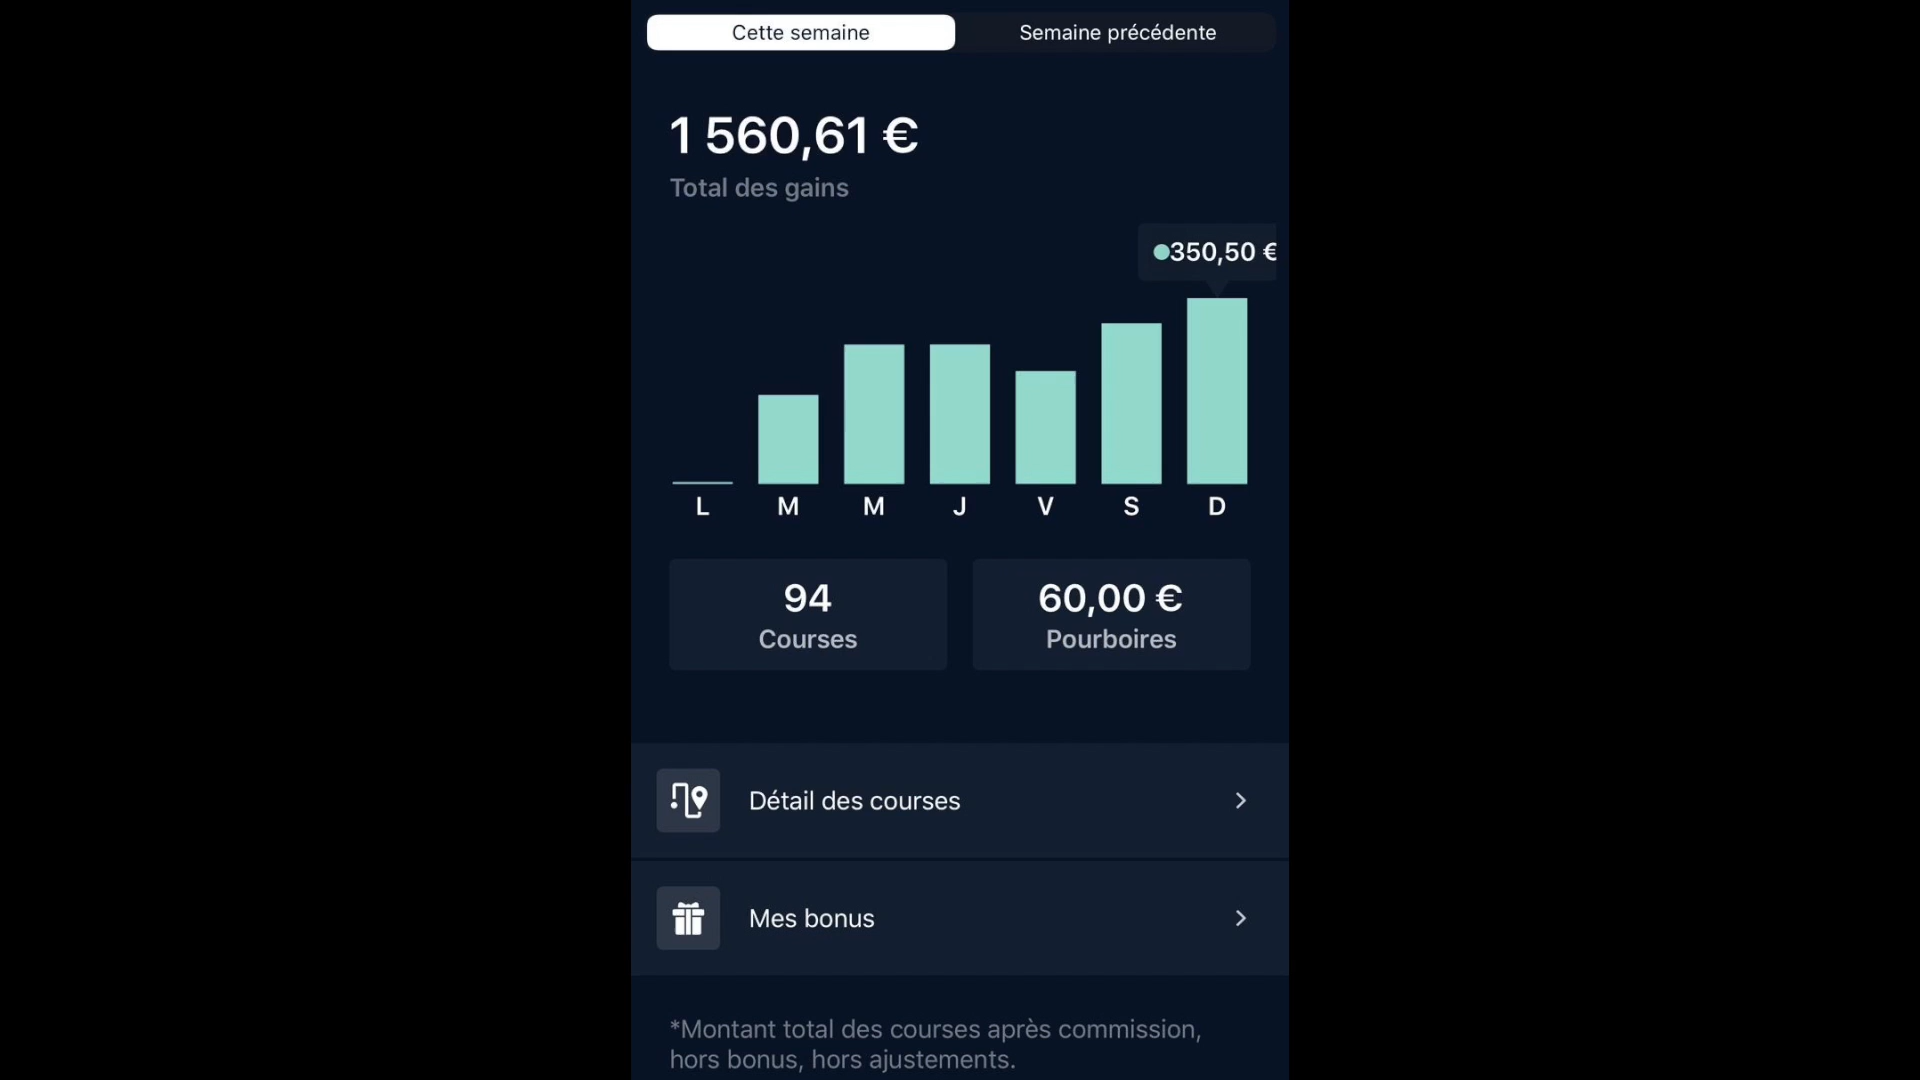 Cette semaine
Semaine précédente
1 560,61 €
Total des gains
350,50 €
L M M J V S D
94
Courses
60,00 €
Pourboires
Détail des courses
Mes bonus
*Montant total des courses après commission,
hors bonus, hors ajustements.